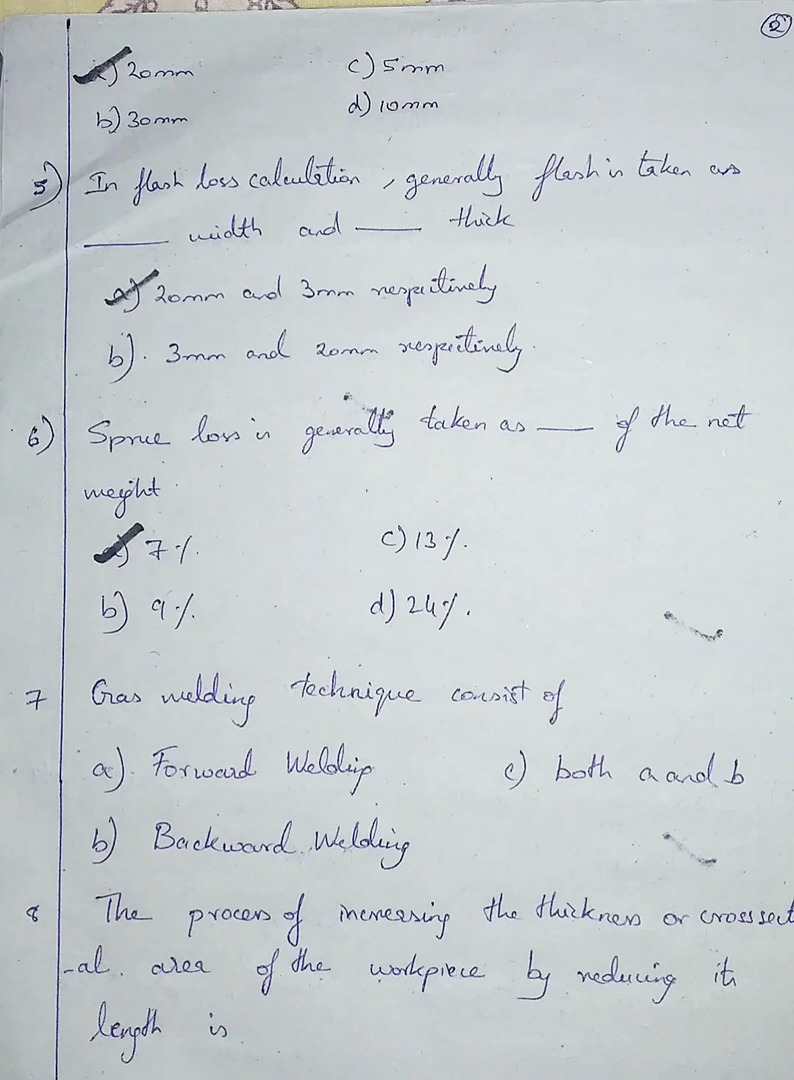 2
a) 20mm c) 5mm
b) 30mm d) 10mm
5) In flash loss calculation, generally flash is taken as
____ width and ____ thick
a) 20mm and 3mm respectively
b). 3mm and 20mm respectively.
6) Sprue loss is generally taken as ___ of the net
weight
a) 7%. c) 13%.
b) 9%. d) 24%.
7 Gas welding technique consist of
a). Forward Welding c) both a and b
b) Backward Welding
8 The process of increasing the thickness or cross sect
-al. area of the workpiece by reducing its
length is